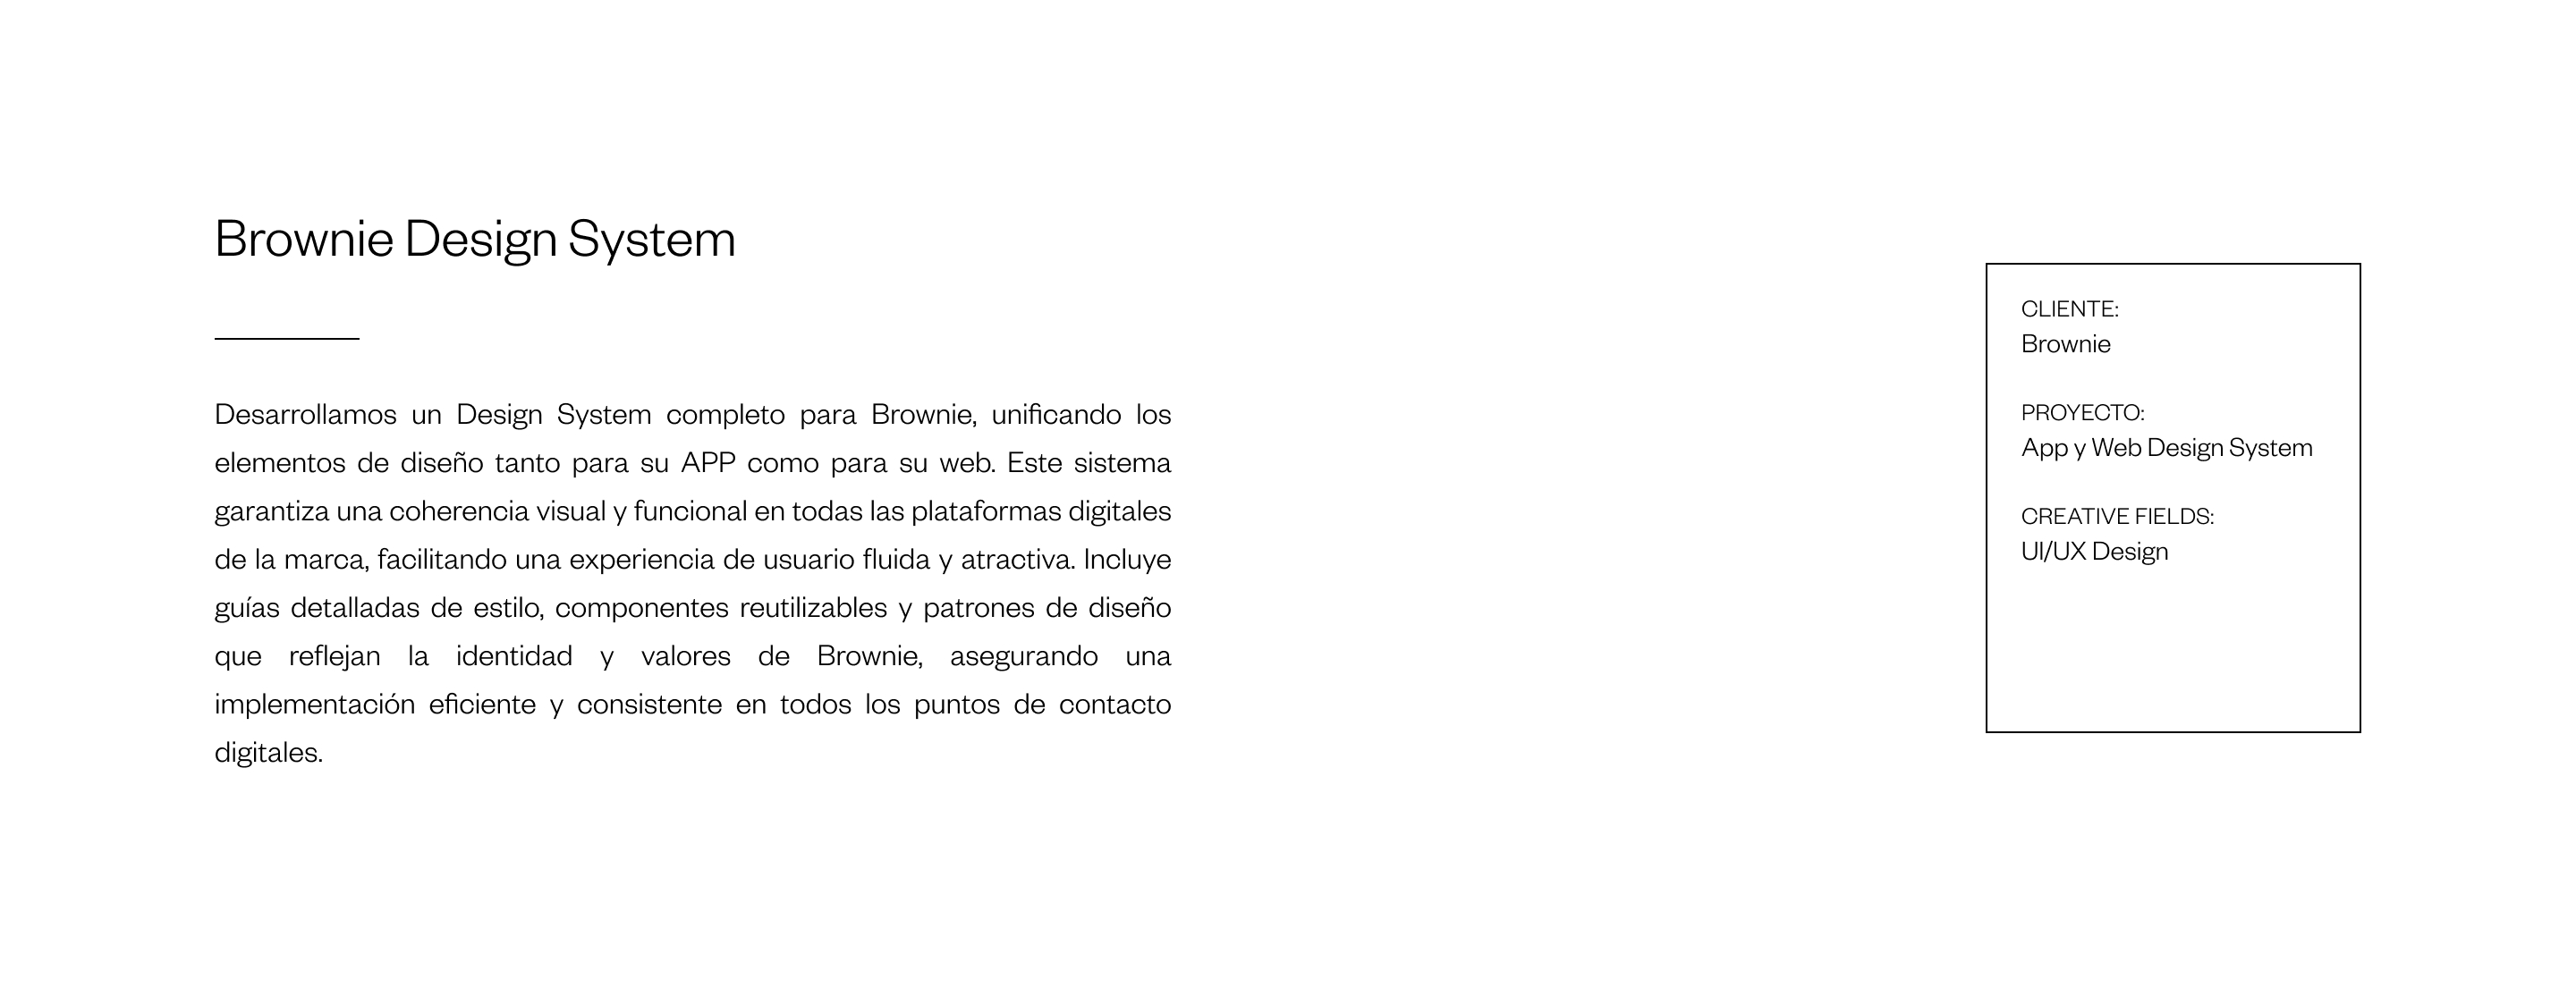 Brownie Design System
Desarrollamos un Design System completo para Brownie, unificando los
elementos de diseño tanto para su APP como para su web. Este sistema
garantiza una coherencia visual y funcional en todas las plataformas digitales
de la marca, facilitando una experiencia de usuario fluida y atractiva. Incluye
guías detalladas de estilo, componentes reutilizables y patrones de diseño
que reflejan la identidad y valores de Brownie, asegurando una
implementación eficiente y consistente en todos los puntos de contacto
digitales.
CLIENTE:
Brownie
PROYECTO:
App y Web Design System
CREATIVE FIELDS:
UI/UX Design